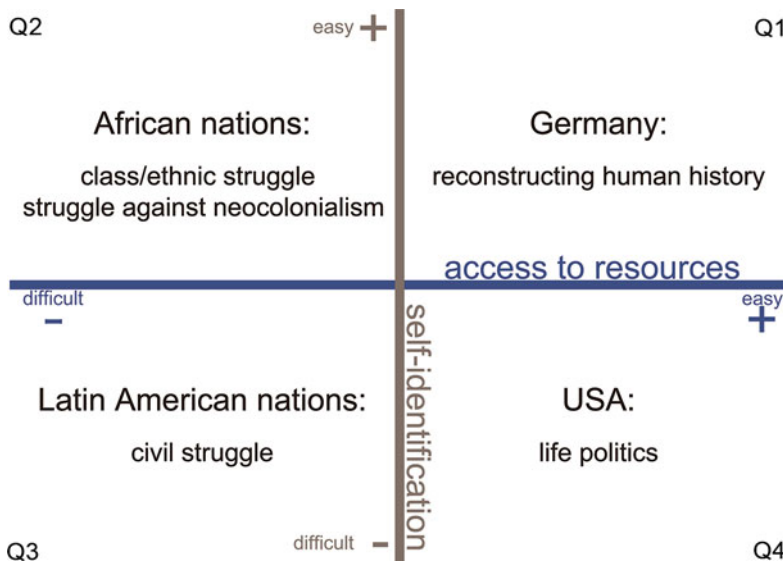 Q2
easy +
Q1
African nations:
class/ethnic struggle
struggle against neocolonialism
Germany:
reconstructing human history
access to resources
difficult
-
easy
+
self-identification
Latin American nations:
civil struggle
USA:
life politics
Q3
difficult -
Q4